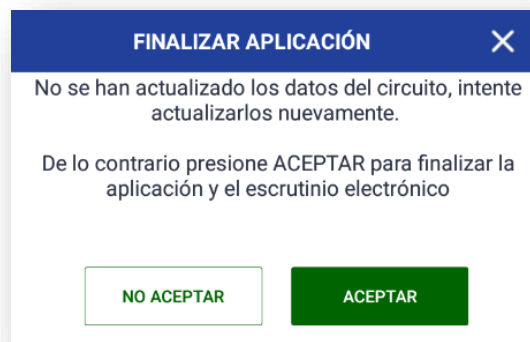 FINALIZAR APLICACIÓN
No se han actualizado los datos del circuito, intente
actualizarlos nuevamente.
De lo contrario presione ACEPTAR para finalizar la
aplicación y el escrutinio electrónico
NO ACEPTAR
ACEPTAR